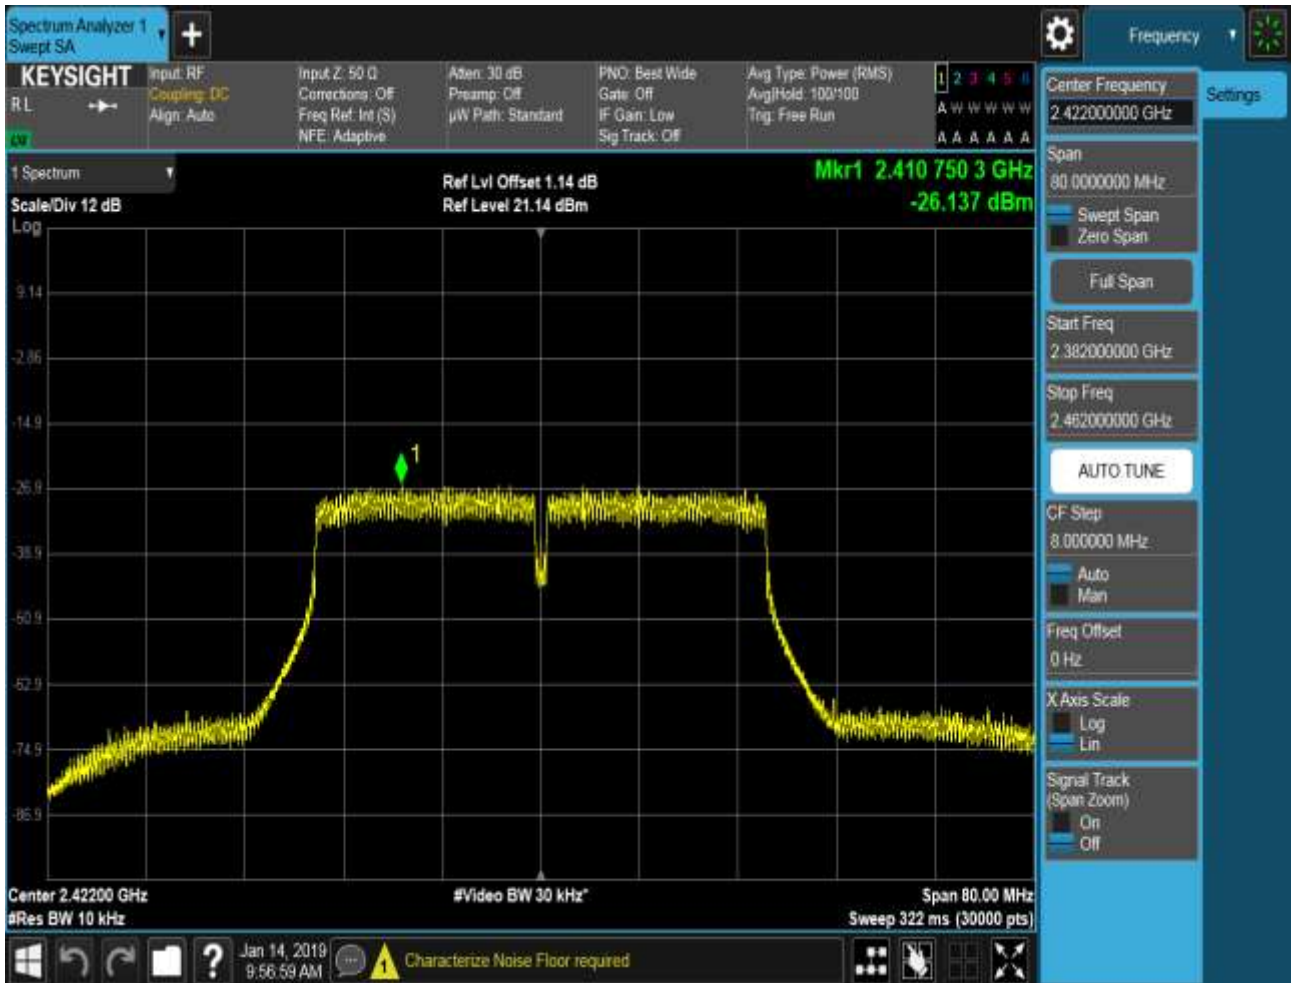 Spectrum Analyzer 1
Swept SA
+
Frequency
KEYSIGHT
R L
Input: RF
Coupling: DC
Align: Auto
Input Z: 50 Ω
Corrections: Off
Freq Ref: Int (S)
NFE: Adaptive
Atten: 30 dB
Preamp: Off
µW Path: Standard
PNO: Best Wide
Gate: Off
IF Gain: Low
Sig Track: Off
Avg Type: Power (RMS)
Avg|Hold: 100/100
Trig: Free Run
1 2 3 4 5 6
A W W W W W
A A A A A A
Center Frequency
2.422000000 GHz
Settings
Span
80.0000000 MHz
Swept Span
Zero Span
Full Span
Start Freq
2.382000000 GHz
Stop Freq
2.462000000 GHz
AUTO TUNE
CF Step
8.000000 MHz
Auto
Man
Freq Offset
0 Hz
X Axis Scale
Log
Lin
Signal Track
(Span Zoom)
On
Off
1 Spectrum
Scale/Div 12 dB
Log
Ref Lvl Offset 1.14 dB
Ref Level 21.14 dBm
Mkr1 2.410 750 3 GHz
-26.137 dBm
9.14
-2.86
-14.9
1
-26.9
-38.9
-50.9
-62.9
-74.9
-86.9
Center 2.42200 GHz
#Res BW 10 kHz
#Video BW 30 kHz*
Span 80.00 MHz
Sweep 322 ms (30000 pts)
?
Jan 14, 2019
9:56:59 AM
1
Characterize Noise Floor required